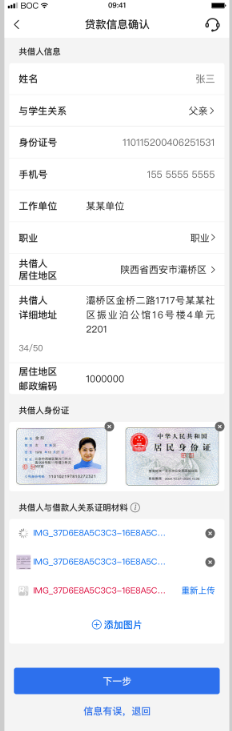 BOC 09:41
贷款信息确认
共借人信息
姓名 张三
与学生关系 父亲
身份证号 110115200406251531
手机号 155 5555 5555
工作单位 某某单位
职业 职业
共借人
居住地区 陕西省西安市灞桥区
共借人
详细地址
灞桥区金桥二路1717号某某社
区振业泊公馆16号楼4单元
2201
34/50
居住地区
邮政编码 1000000
共借人身份证
中华人民共和国
居民身份证
共借人与借款人关系证明材料
IMG_37D6E8A5C3C3-16E8A5C...
IMG_37D6E8A5C3C3-16E8A5C...
IMG_37D6E8A5C3C3-16E8A5C... 重新上传
添加图片
下一步
信息有误，退回